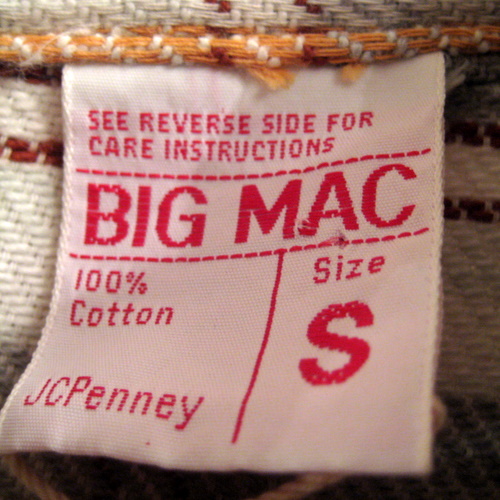 SEE REVERSE SIDE FOR
CARE INSTRUCTIONS
BIG MAC
100%
Cotton
Size
S
JCPenney